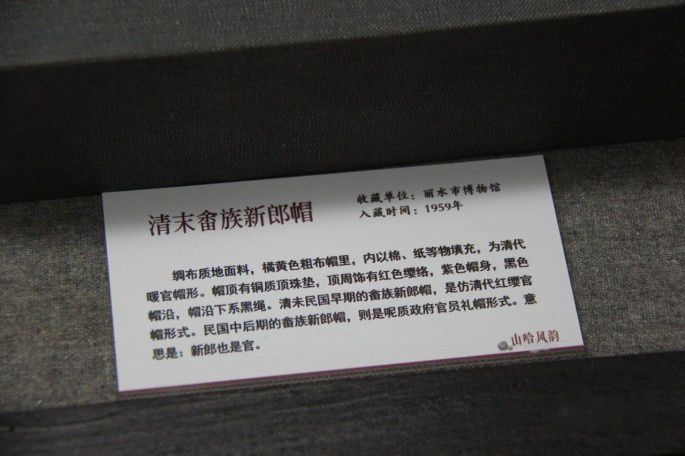 清末畲族新郎帽
收藏单位：丽水市博物馆
入藏时间：1959年
绸布质地面料，橘黄色粗布帽里，内以棉、纸等物填充，为清代
暖官帽形。帽顶有铜质顶珠垫，顶周饰有红色缨络，紫色帽身，黑色
帽沿，帽沿下系黑绳。清未民国早期的畲族新郎帽，是仿清代红缨官
帽形式。民国中后期的畲族新郎帽，则是呢质政府官员礼帽形式。意
思是：新郎也是官。
山哈风韵